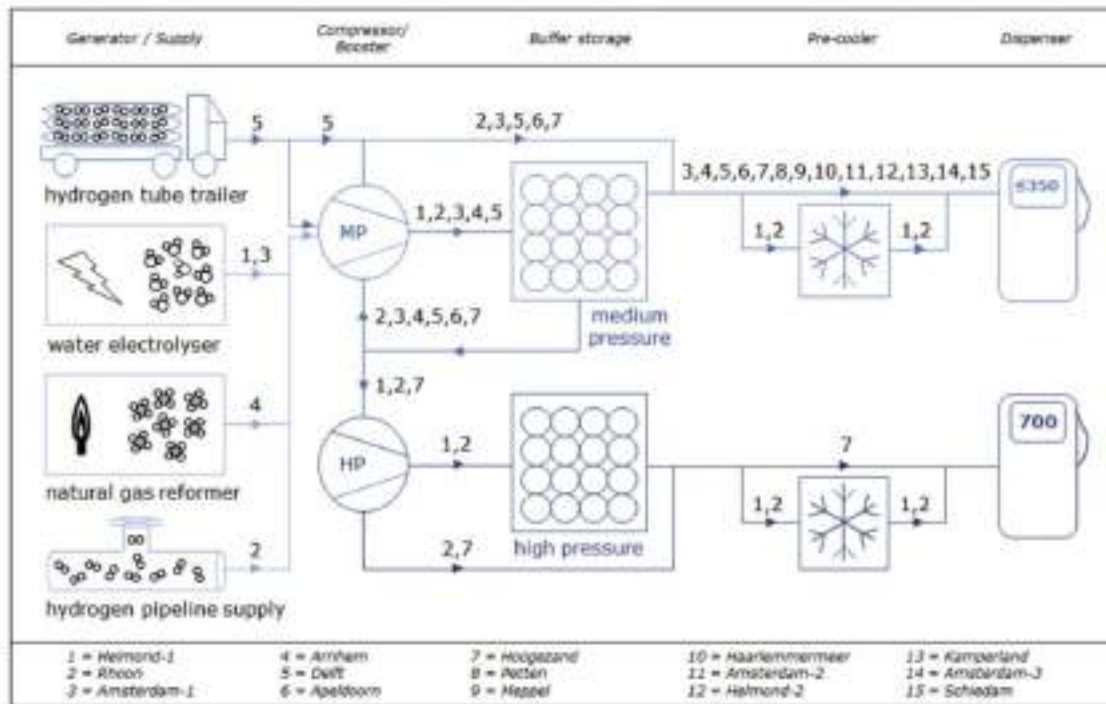 Generator / Supply
Compressor/
Booster
Buffer storage
Pre-cooler
Dispenser
5
5
2,3,5,6,7
hydrogen tube trailer
MP
1,2,3,4,5
3,4,5,6,7,8,9,10,11,12,13,14,15
≤350
1,2
1,2
1,3
water electrolyser
2,3,4,5,6,7
medium
pressure
1,2,7
4
natural gas reformer
HP
1,2
7
700
1,2
1,2
high pressure
2
2,7
hydrogen pipeline supply
1 = Helmond-1
2 = Rhoon
3 = Amsterdam-1
4 = Arnhem
5 = Delft
6 = Apeldoorn
7 = Hoogezand
8 = Petten
9 = Meppel
10 = Haarlemmermeer
11 = Amsterdam-2
12 = Helmond-2
13 = Kamperland
14 = Amsterdam-3
15 = Schiedam